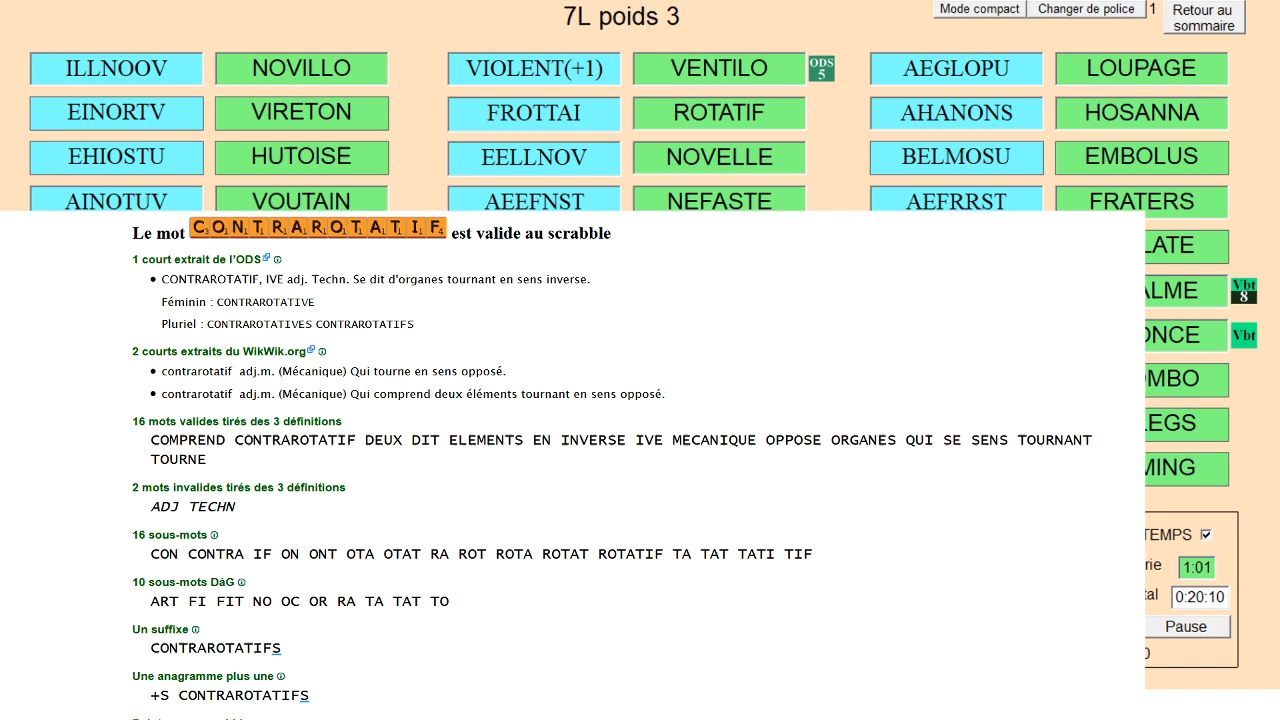 7L poids 3
Mode compact Changer de police 1 Retour au sommaire
ILLNOOV NOVILLO VIOLENT(+1) VENTILO ODS 5 AEGLOPU LOUPAGE
EINORTV VIRETON FROTTAI ROTATIF AHANONS HOSANNA
EHIOSTU HUTOISE EELLNOV NOVELLE BELMOSU EMBOLUS
AINOTUV VOUTAIN AEEFNST NEFASTE AEFRRST FRATERS
LATE
ALME Vbt 8
ONCE Vbt
OMBO
LEGS
MING
TEMPS
rie 1:01
tal 0:20:10
Pause
0
Le mot CONTRAROTATIF est valide au scrabble
1 court extrait de l'ODS
• CONTRAROTATIF, IVE adj. Techn. Se dit d'organes tournant en sens inverse.
Féminin : CONTRAROTATIVE
Pluriel : CONTRAROTATIVES CONTRAROTATIFS
2 courts extraits du WikWik.org
• contrarotatif adj.m. (Mécanique) Qui tourne en sens opposé.
• contrarotatif adj.m. (Mécanique) Qui comprend deux éléments tournant en sens opposé.
16 mots valides tirés des 3 définitions
COMPREND CONTRAROTATIF DEUX DIT ELEMENTS EN INVERSE IVE MECANIQUE OPPOSE ORGANES QUI SE SENS TOURNANT
TOURNE
2 mots invalides tirés des 3 définitions
ADJ TECHN
16 sous-mots
CON CONTRA IF ON ONT OTA OTAT RA ROT ROTA ROTAT ROTATIF TA TAT TATI TIF
10 sous-mots DàG
ART FI FIT NO OC OR RA TA TAT TO
Un suffixe
CONTRAROTATIFS
Une anagramme plus une
+S CONTRAROTATIFS